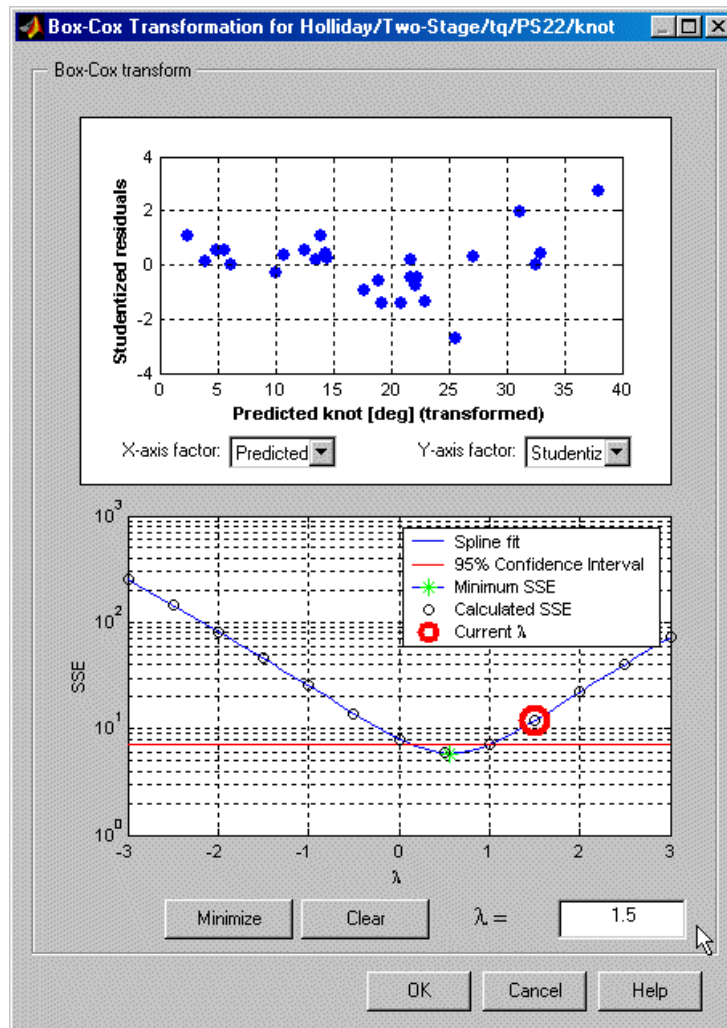 Box-Cox Transformation for Holliday/Two-Stage/tq/PS22/knot
Box-Cox transform
4
2
0
-2
-4
Studentized residuals
0 5 10 15 20 25 30 35 40
Predicted knot [deg] (transformed)
X-axis factor: Predicted Y-axis factor: Studentiz
10³
10²
10¹
10⁰
SSE
Spline fit
95% Confidence Interval
Minimum SSE
Calculated SSE
Current λ
-3 -2 -1 0 1 2 3
λ
Minimize Clear λ = 1.5
OK Cancel Help